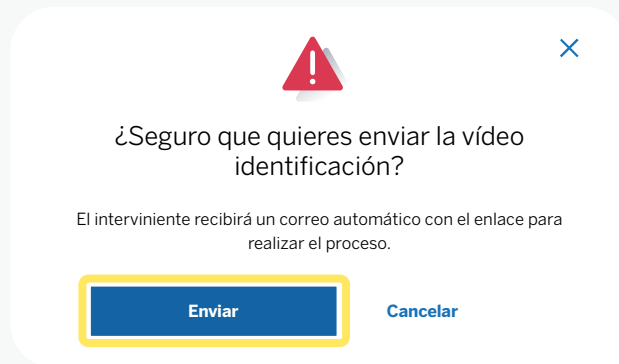 ¿Seguro que quieres enviar la vídeo
identificación?
El interviniente recibirá un correo automático con el enlace para
realizar el proceso.
Enviar
Cancelar